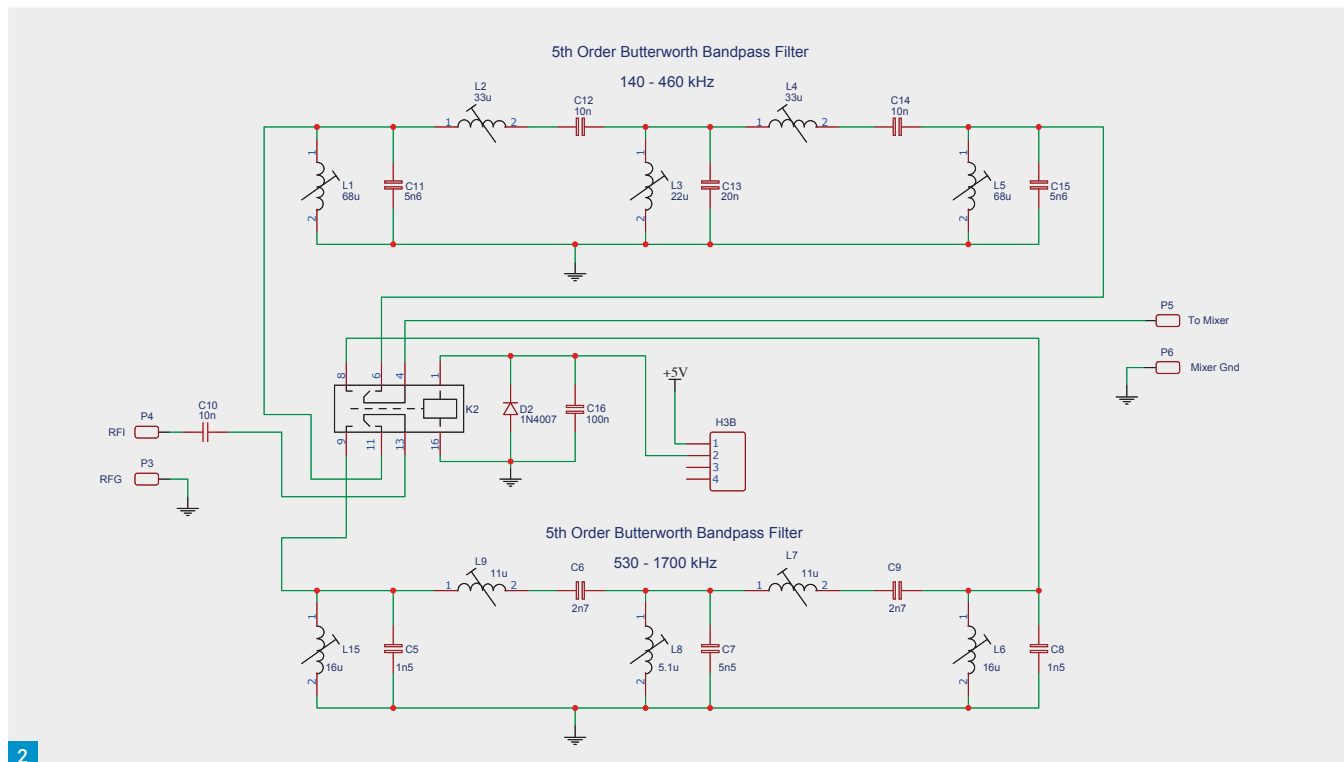 5th Order Butterworth Bandpass Filter
140 - 460 kHz
L2
33u
1
2
C12
10n
L4
33u
1
2
C14
10n
1
L1
68u
2
C11
5n6
1
L3
22u
2
C13
20n
1
L5
68u
2
C15
5n6
P5
To Mixer
P6
Mixer Gnd
8
6
4
1
K2
9
11
13
16
D2
1N4007
C16
100n
+5V
H3B
1
2
3
4
C10
10n
P4
RFI
P3
RFG
5th Order Butterworth Bandpass Filter
530 - 1700 kHz
L9
11u
1
2
C6
2n7
L7
11u
1
2
C9
2n7
1
L15
16u
2
C5
1n5
1
L8
5.1u
2
C7
5n5
1
L6
16u
2
C8
1n5
2